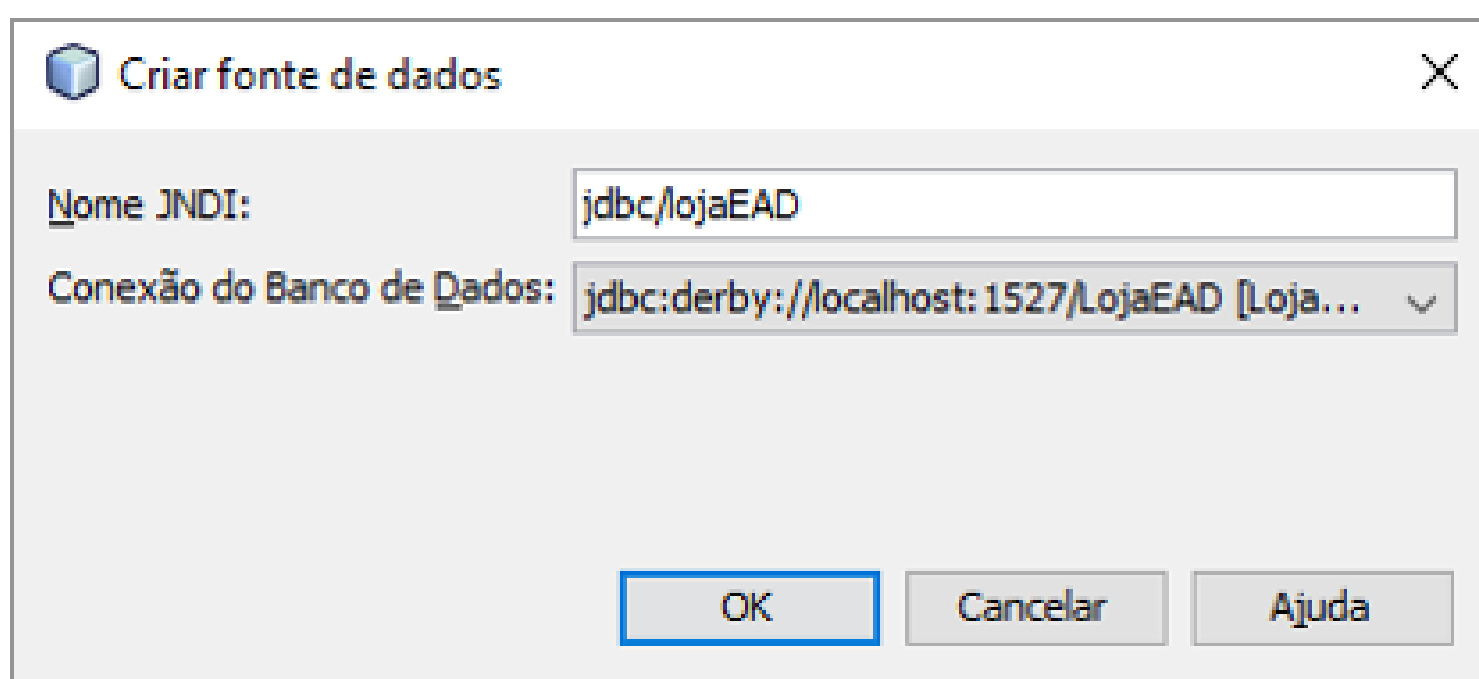 Criar fonte de dados
Nome JNDI: jdbc/lojaEAD
Conexão do Banco de Dados: jdbc:derby://localhost:1527/LojaEAD [Loja...
OK Cancelar Ajuda